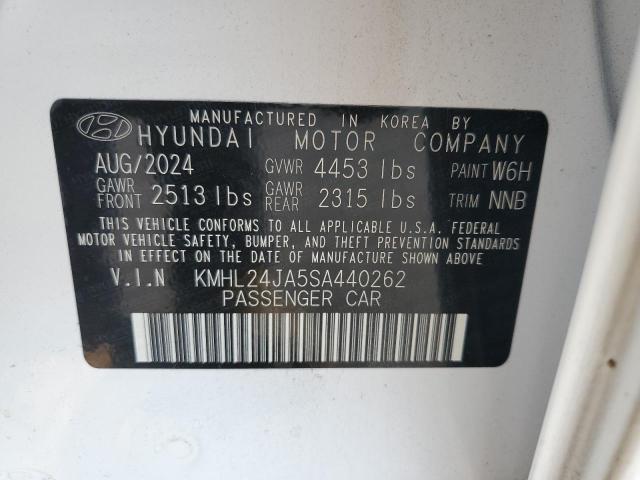 MANUFACTURED IN KOREA BY
HYUNDAI MOTOR COMPANY
AUG/2024 GVWR 4453 lbs PAINT W6H
GAWR FRONT 2513 lbs GAWR REAR 2315 lbs TRIM NNB
THIS VEHICLE CONFORMS TO ALL APPLICABLE U.S.A. FEDERAL
MOTOR VEHICLE SAFETY, BUMPER, AND THEFT PREVENTION STANDARDS
IN EFFECT ON THE DATE OF MANUFACTURE SHOWN ABOVE.
V.I.N KMHL24JA5SA440262
PASSENGER CAR